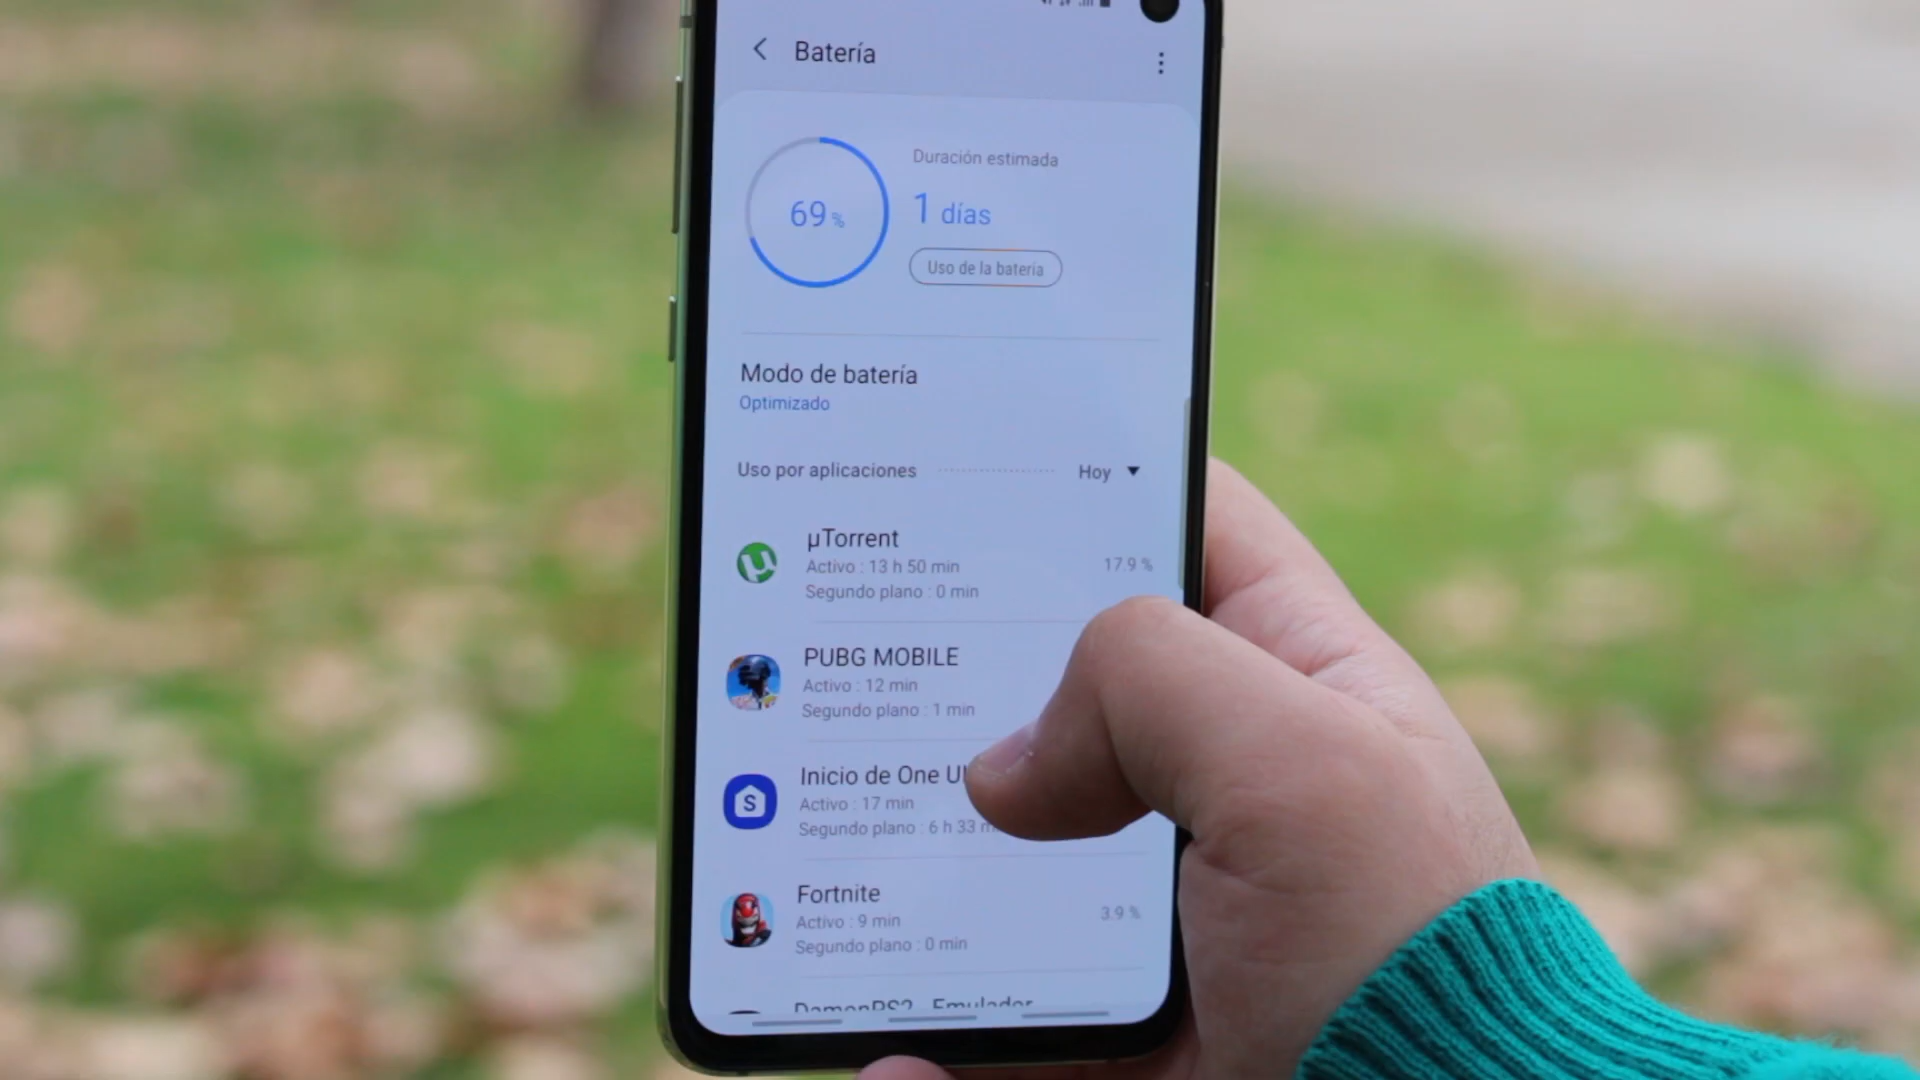 Batería
69%
Duración estimada
1 días
Uso de la batería
Modo de batería
Optimizado
Uso por aplicaciones
Hoy
µTorrent
Activo : 13 h 50 min
17.9 %
Segundo plano : 0 min
PUBG MOBILE
Activo : 12 min
Segundo plano : 1 min
Inicio de One UI
Activo : 17 min
Segundo plano : 6 h 33
S
Fortnite
Activo : 9 min
3.9 %
Segundo plano : 0 min
DamonPS2 - Emulador